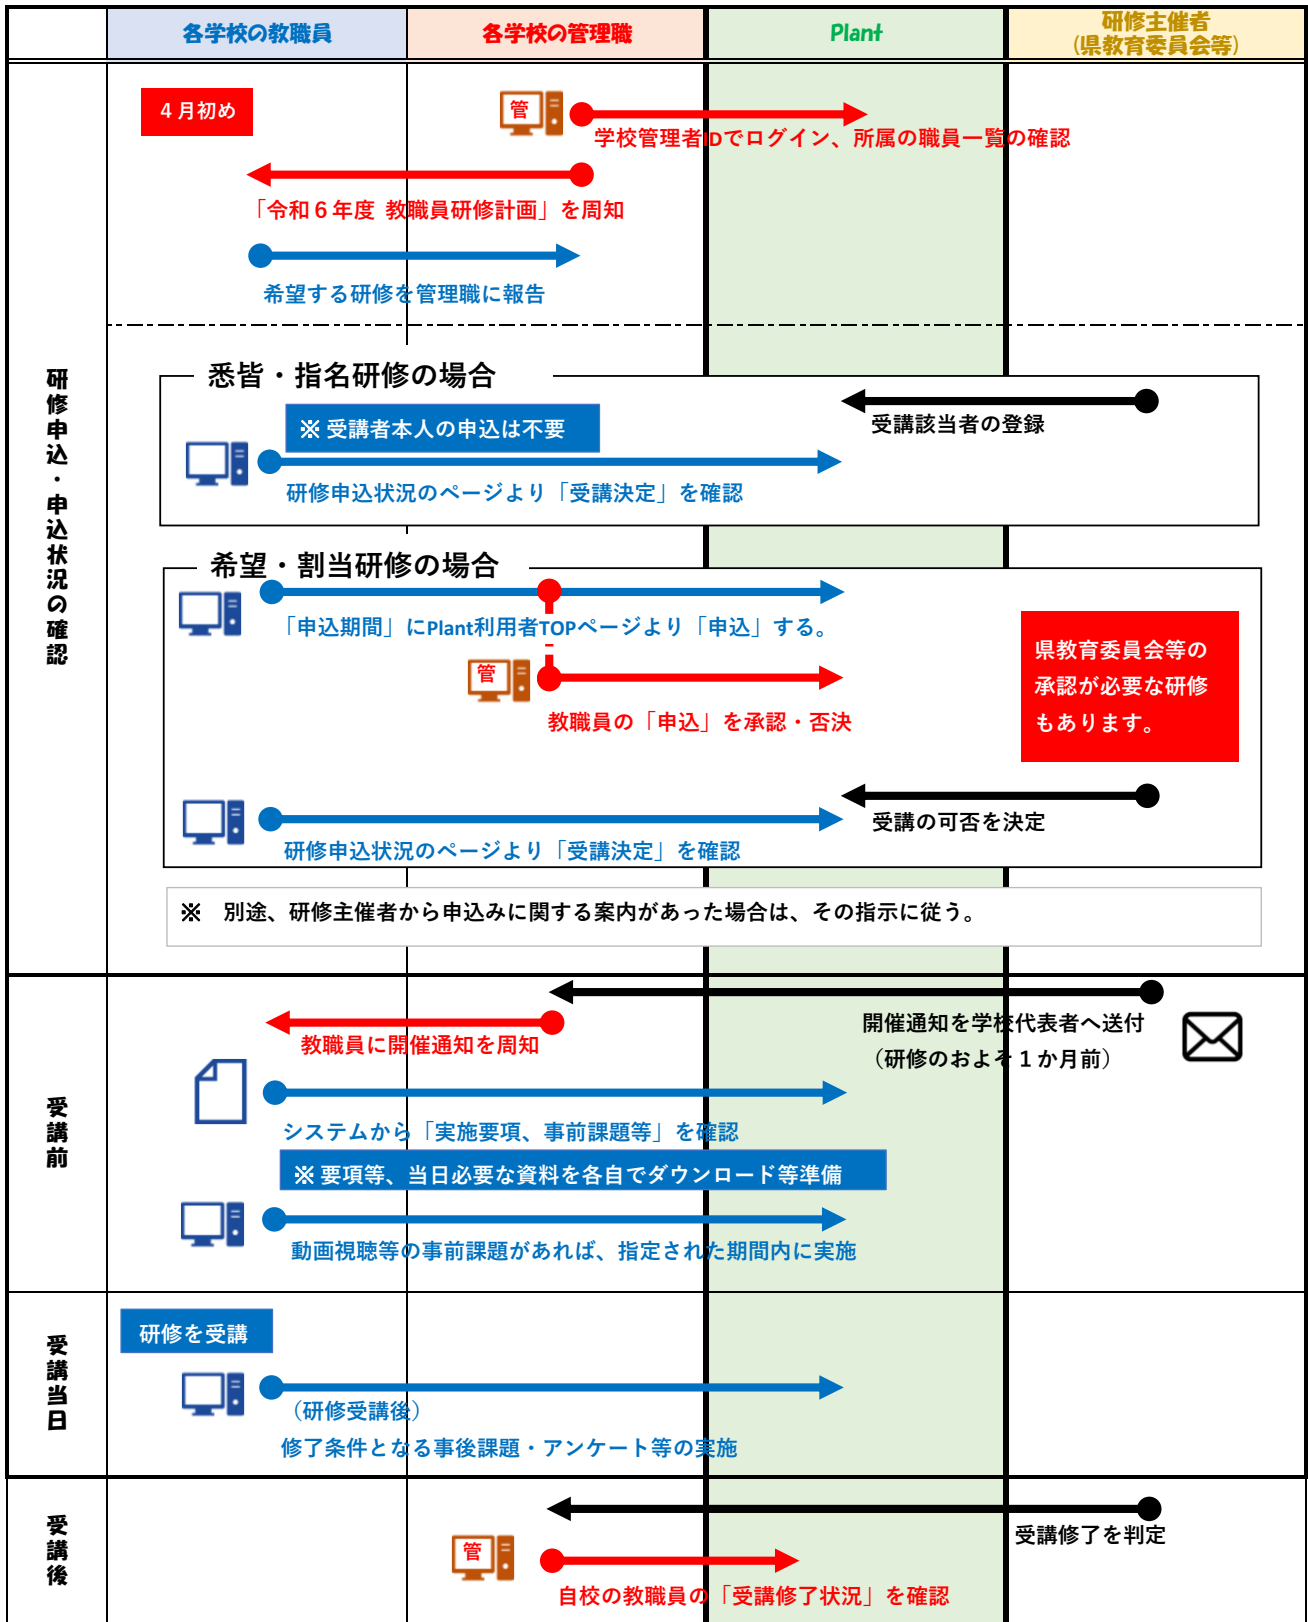 各学校の教職員
各学校の管理職
Plant
研修主催者
(県教育委員会等)
研修申込・申込状況の確認
４月初め
管
学校管理者IDでログイン、所属の職員一覧の確認
「令和６年度 教職員研修計画」を周知
希望する研修を管理職に報告
悉皆・指名研修の場合
※ 受講者本人の申込は不要
受講該当者の登録
研修申込状況のページより「受講決定」を確認
希望・割当研修の場合
「申込期間」にPlant利用者TOPページより「申込」する。
管
教職員の「申込」を承認・否決
県教育委員会等の
承認が必要な研修
もあります。
受講の可否を決定
研修申込状況のページより「受講決定」を確認
※　別途、研修主催者から申込みに関する案内があった場合は、その指示に従う。
受講前
開催通知を学校代表者へ送付
（研修のおよそ１か月前）
教職員に開催通知を周知
システムから「実施要項、事前課題等」を確認
※ 要項等、当日必要な資料を各自でダウンロード等準備
動画視聴等の事前課題があれば、指定された期間内に実施
受講当日
研修を受講
（研修受講後）
修了条件となる事後課題・アンケート等の実施
受講後
受講修了を判定
管
自校の教職員の「受講修了状況」を確認